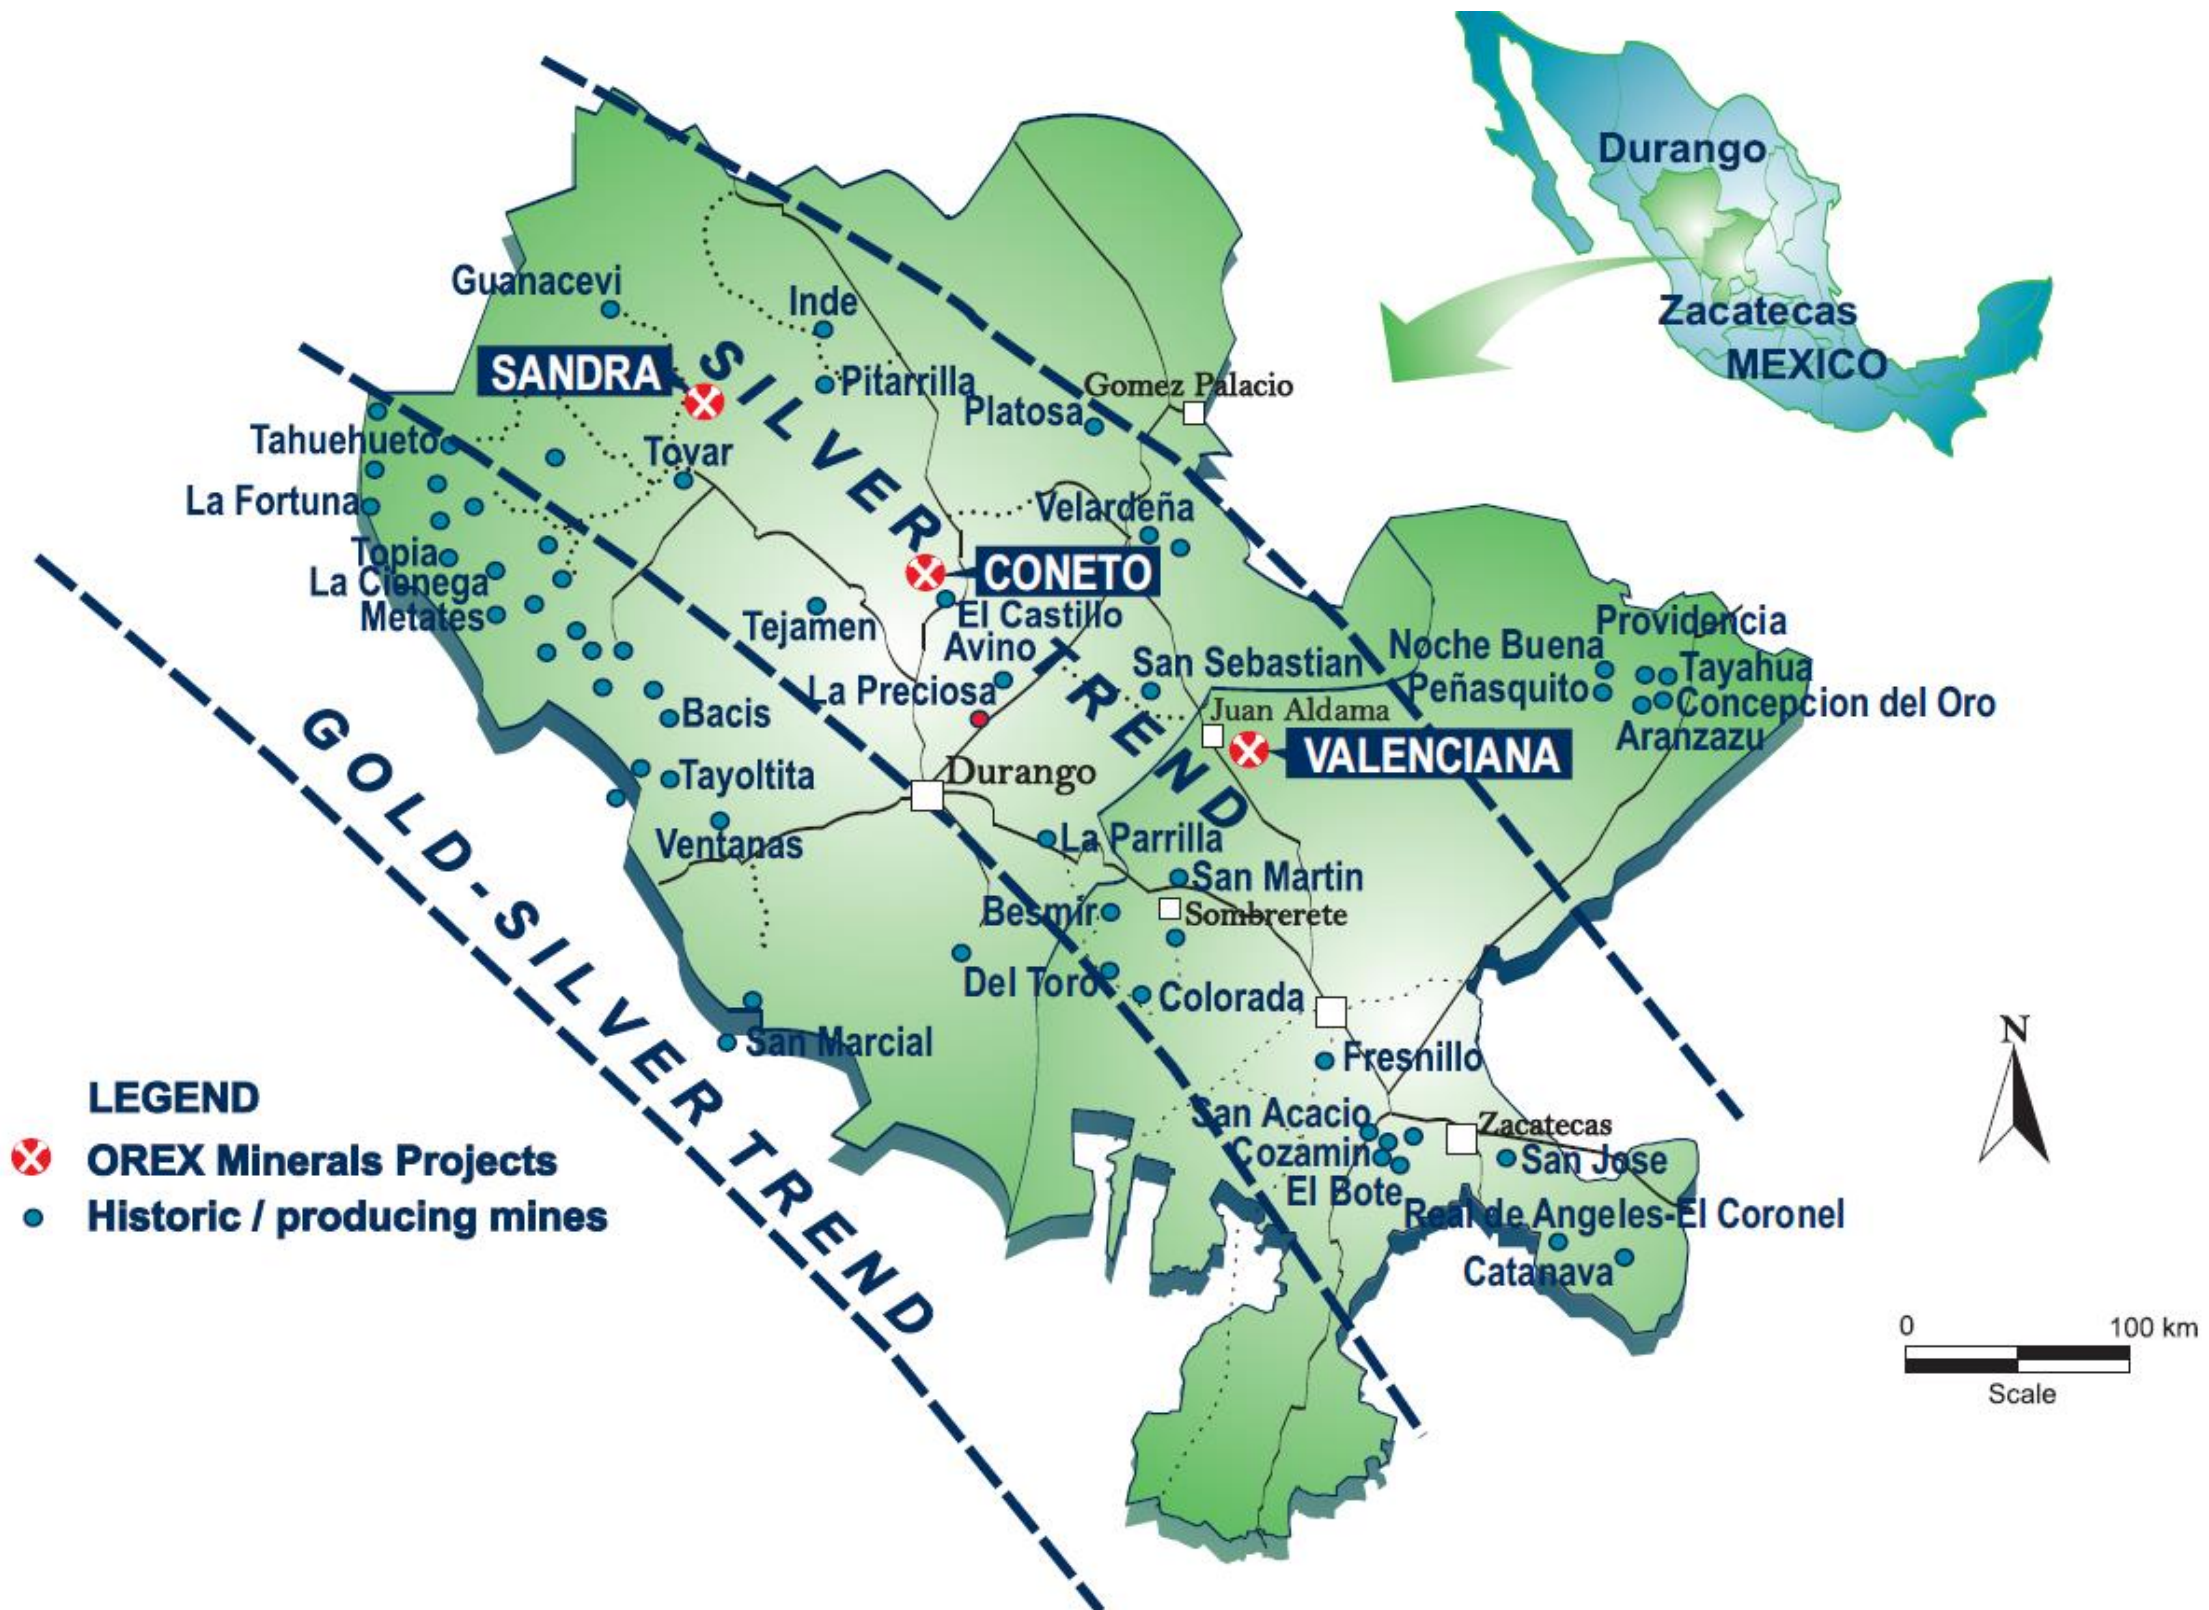 Durango
Zacatecas
MEXICO
Guanacevi
Inde
SANDRA
Pitarrilla
Gomez Palacio
Platosa
Tahuehueto
Tovar
La Fortuna
Velardeña
Topia
La Cienega
Metates
CONETO
El Castillo
Tejamen
Avino
San Sebastian
La Preciosa
Noche Buena
Providencia
Tayahua
Peñasquito
Concepcion del Oro
Aranzazu
Juan Aldama
VALENCIANA
Bacis
Tayoltita
Durango
Ventanas
La Parrilla
San Martin
Besmir
Sombrerete
Del Toro
Colorada
San Marcial
Fresnillo
San Acacio
Zacatecas
Cozamin
San Jose
El Bote
Real de Angeles-El Coronel
Catanava
SILVER TREND
GOLD-SILVER TREND
LEGEND
OREX Minerals Projects
Historic / producing mines
N
0 100 km
Scale